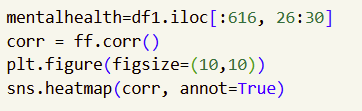 mentalhealth=df1.iloc[:616, 26:30]
corr = ff.corr()
plt.figure(figsize=(10,10))
sns.heatmap(corr, annot=True)